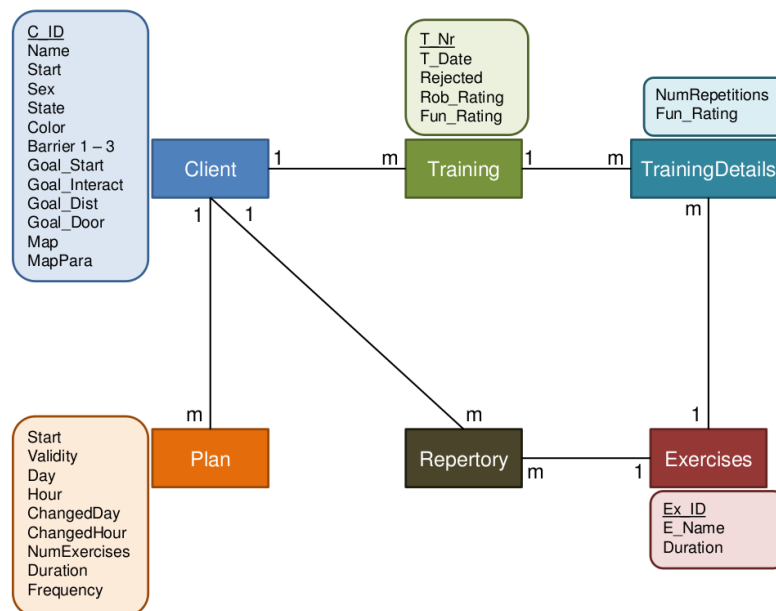 C_ID
Name
Start
Sex
State
Color
Barrier 1 – 3
Goal_Start
Goal_Interact
Goal_Dist
Goal_Door
Map
MapPara
T_Nr
T_Date
Rejected
Rob_Rating
Fun_Rating
NumRepetitions
Fun_Rating
Client
1
m
Training
1
m
TrainingDetails
1
1
m
m
m
1
Start
Validity
Day
Hour
ChangedDay
ChangedHour
NumExercises
Duration
Frequency
Plan
Repertory
m
1
Exercises
Ex_ID
E_Name
Duration